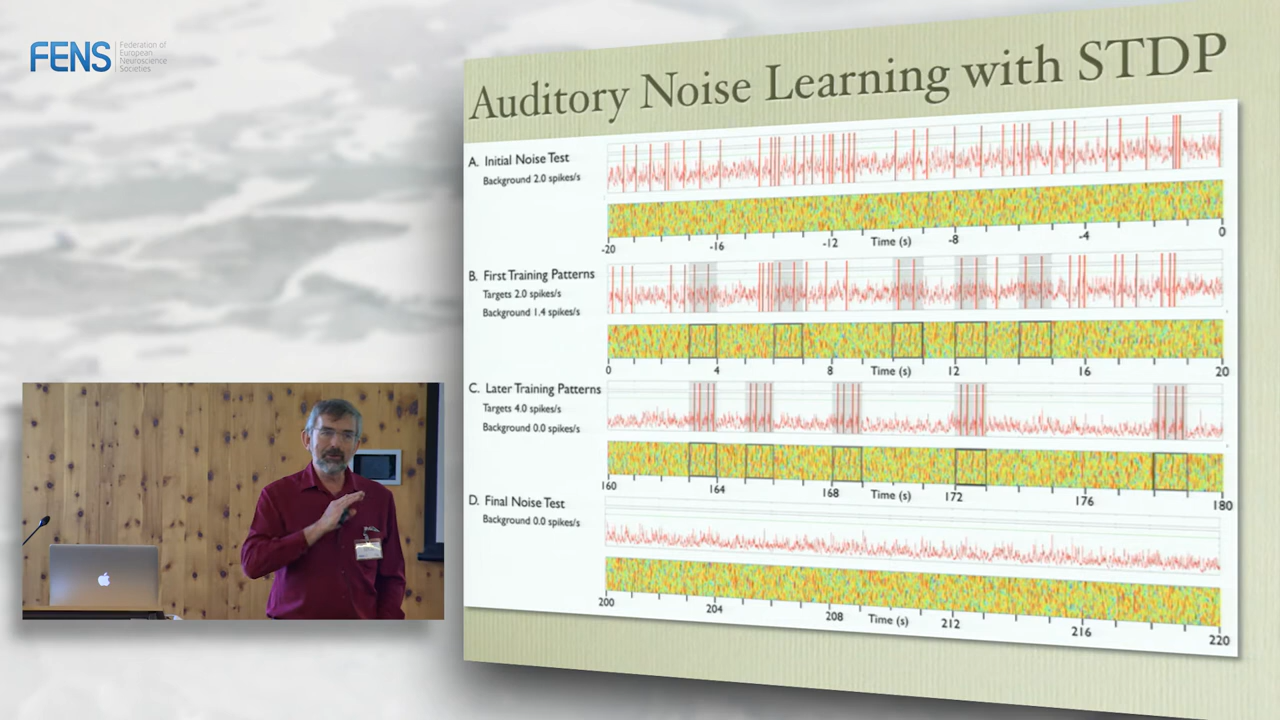 FENS
Federation of
European
Neuroscience
Societies
Auditory Noise Learning with STDP
A. Initial Noise Test
Background 2.0 spikes/s
-20 -16 -12 Time (s) -8 -4 0
B. First Training Patterns
Targets 2.0 spikes/s
Background 1.4 spikes/s
0 4 8 Time (s) 12 16 20
C. Later Training Patterns
Targets 4.0 spikes/s
Background 0.0 spikes/s
160 164 168 Time (s) 172 176 180
D. Final Noise Test
Background 0.0 spikes/s
200 204 208 Time (s) 212 216 220